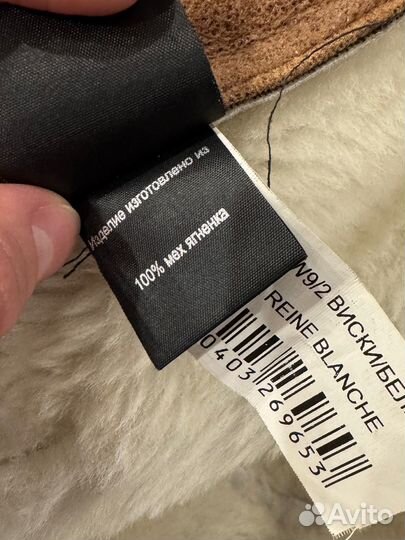 Изделие изготовлено из
100% мех ягненка
W9/2 ВИСКИ/БЕЛ
REINE BLANCHE
0403269653
Avito